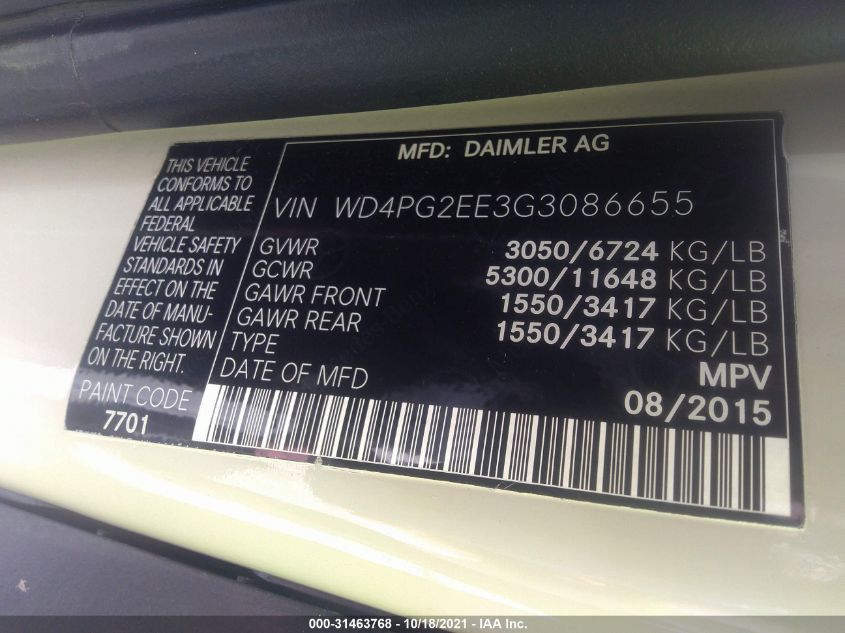 THIS VEHICLE
CONFORMS TO
ALL APPLICABLE
FEDERAL
VEHICLE SAFETY
STANDARDS IN
EFFECT ON THE
DATE OF MANU-
FACTURE SHOWN
ON THE RIGHT.
PAINT CODE
7701
MFD: DAIMLER AG
VIN WD4PG2EE3G3086655
GVWR 3050/6724 KG/LB
GCWR 5300/11648 KG/LB
GAWR FRONT 1550/3417 KG/LB
GAWR REAR 1550/3417 KG/LB
TYPE MPV
DATE OF MFD 08/2015
000-31463768 - 10/18/2021 - IAA Inc.